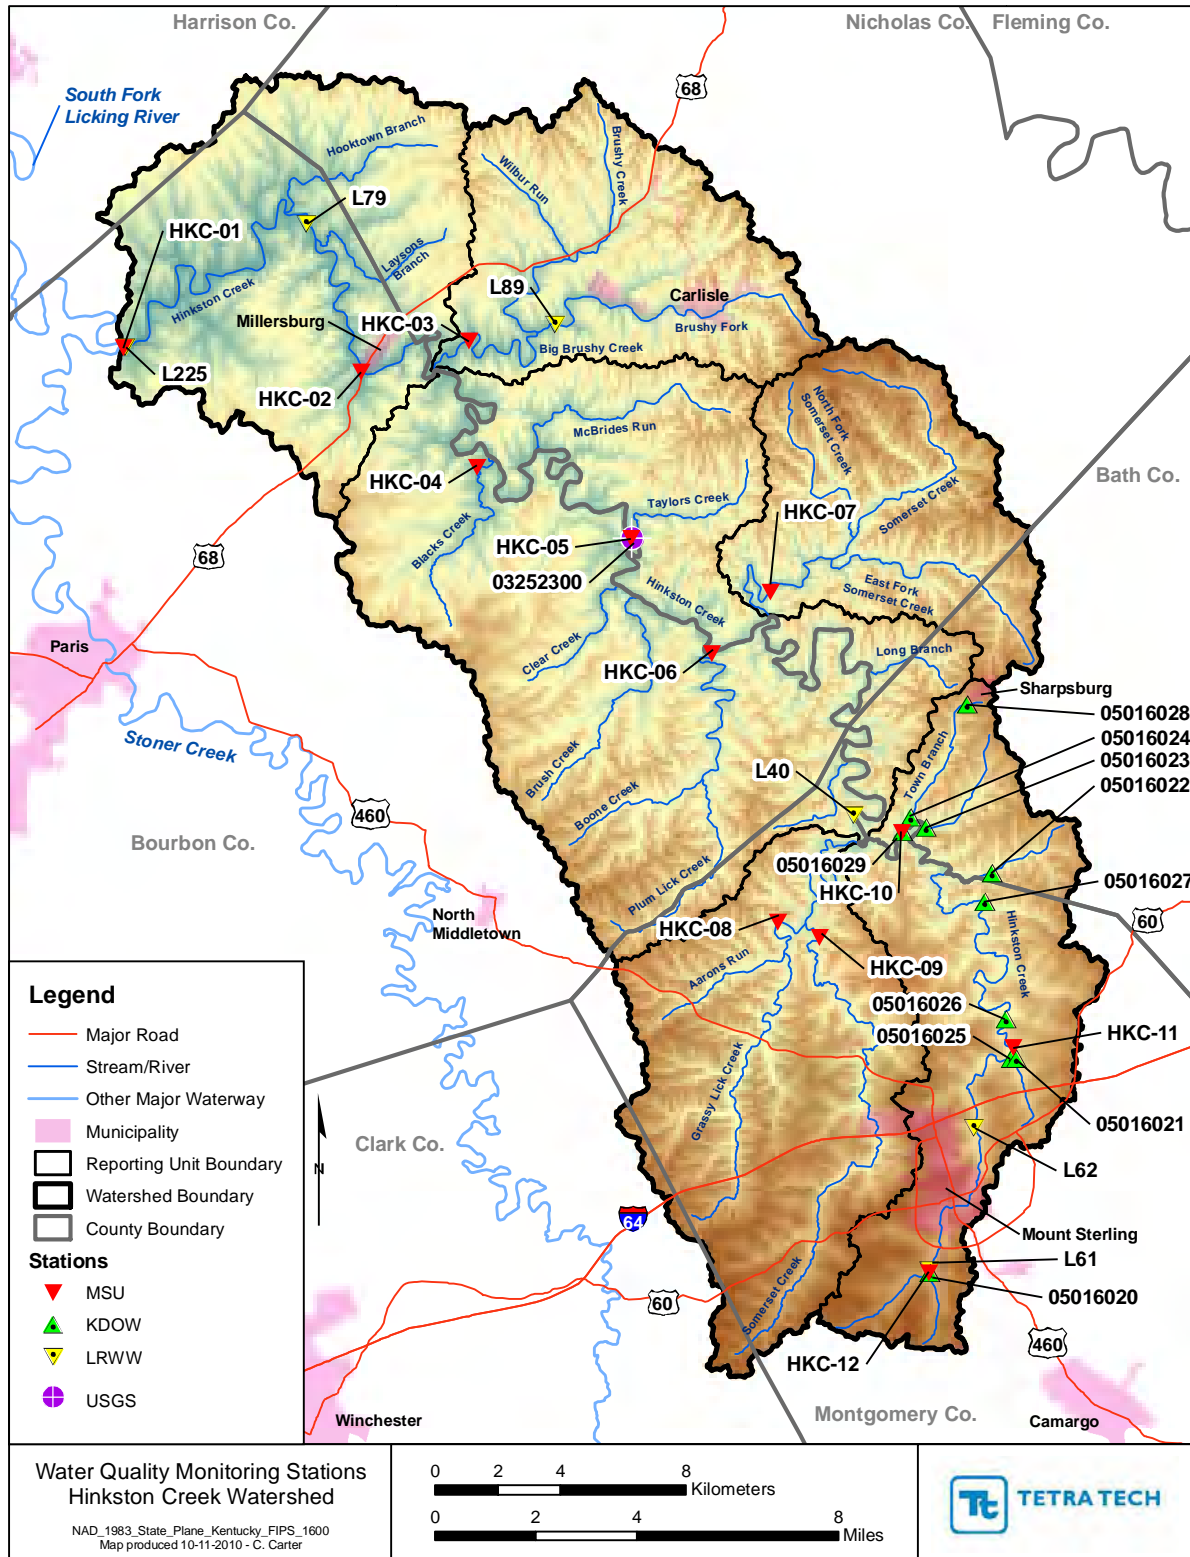 Harrison Co.
Nicholas Co.
Fleming Co.
68
South Fork
Licking River
Hooktown Branch
Brushy Creek
Wilbur Run
L79
HKC-01
Laysons
Branch
L89
Hinkston Creek
Carlisle
Millersburg
HKC-03
Brushy Fork
Big Brushy Creek
L225
HKC-02
North Fork
Somerset Creek
McBrides Run
Bath Co.
HKC-04
Taylors Creek
Somerset Creek
HKC-07
Blacks Creek
HKC-05
68
03252300
Hinkston Creek
East Fork
Somerset Creek
Paris
Clear Creek
Long Branch
HKC-06
Sharpsburg
05016028
Stoner Creek
05016024
Town Branch
05016023
L40
05016022
Brush Creek
Boone Creek
460
Bourbon Co.
05016029
05016027
Plum Lick Creek
HKC-10
North
Middletown
HKC-08
60
HKC-09
Hinkston Creek
Aarons Run
05016026
HKC-11
05016025
Grassy Lick Creek
05016021
Clark Co.
L62
64
Mount Sterling
L61
Somerset Creek
05016020
60
460
HKC-12
Montgomery Co.
Winchester
Camargo
Legend
Major Road
Stream/River
Other Major Waterway
Municipality
Reporting Unit Boundary
Watershed Boundary
County Boundary
N
Stations
MSU
KDOW
LRWW
USGS
Water Quality Monitoring Stations
Hinkston Creek Watershed
NAD_1983_State_Plane_Kentucky_FIPS_1600
Map produced 10-11-2010 - C. Carter
0 2 4 8
Kilometers
0 2 4 8
Miles
Tt
TETRA TECH